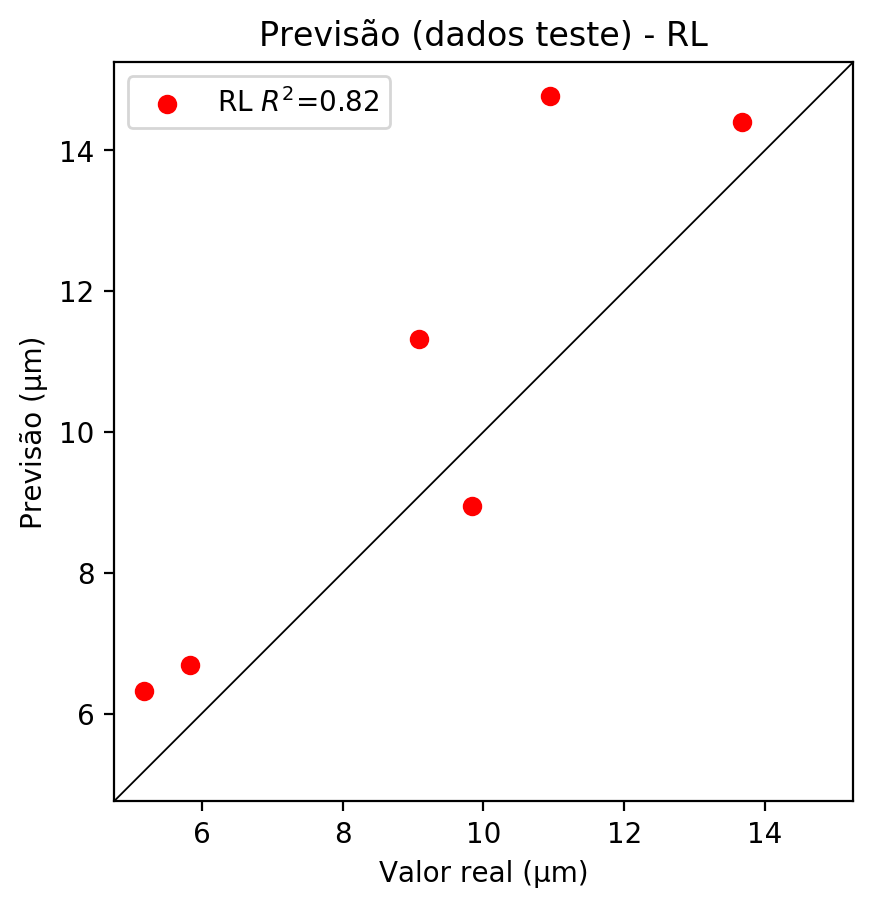 Previsão (dados teste) - RL
RL R²=0.82
14
12
10
8
6
Previsão (µm)
6 8 10 12 14
Valor real (µm)